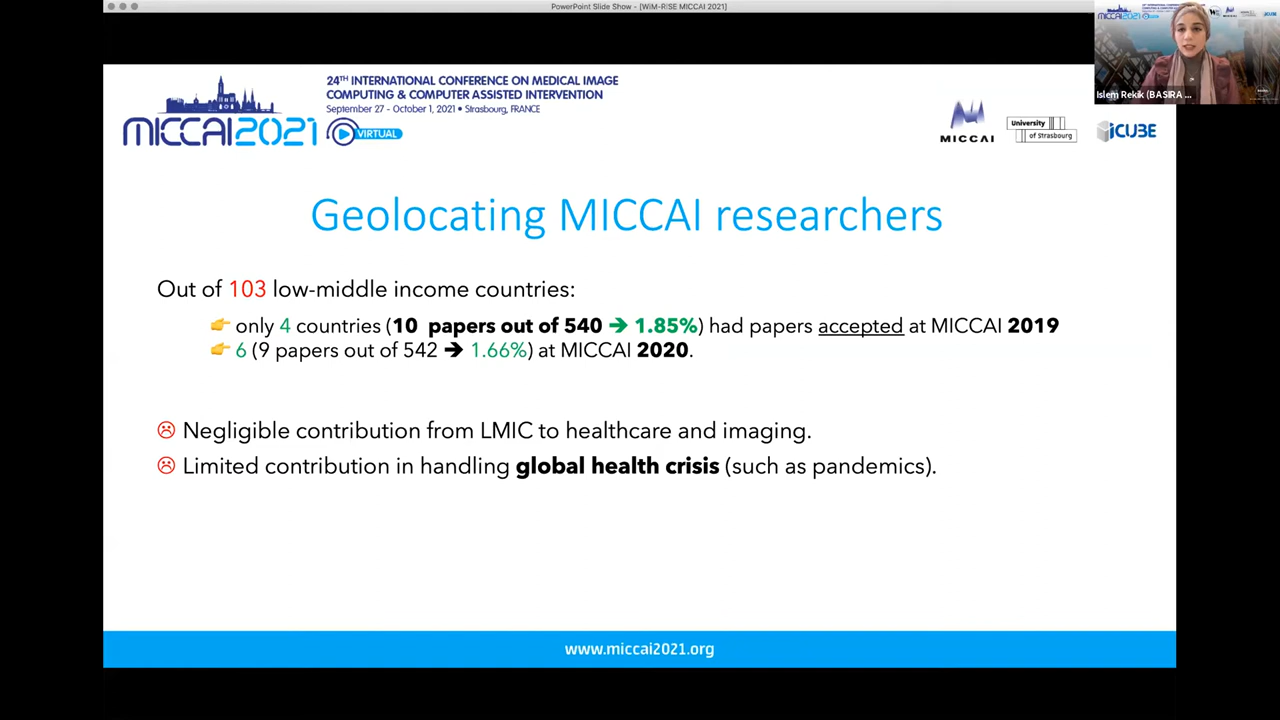 PowerPoint Slide Show - [WiM-RISE MICCAI 2021]
MICCAI2021
24TH INTERNATIONAL CONFERENCE ON MEDICAL IMAGE
COMPUTING & COMPUTER ASSISTED INTERVENTION
September 27 - October 1, 2021 • Strasbourg, FRANCE
VIRTUAL
MICCAI
University
of Strasbourg
iCUBE
MICCAI2021
Islem Rekik (BASIRA ...
Geolocating MICCAI researchers
Out of 103 low-middle income countries:
👉 only 4 countries (10 papers out of 540 ➔ 1.85%) had papers accepted at MICCAI 2019
👉 6 (9 papers out of 542 ➔ 1.66%) at MICCAI 2020.
☹ Negligible contribution from LMIC to healthcare and imaging.
☹ Limited contribution in handling global health crisis (such as pandemics).
www.miccai2021.org